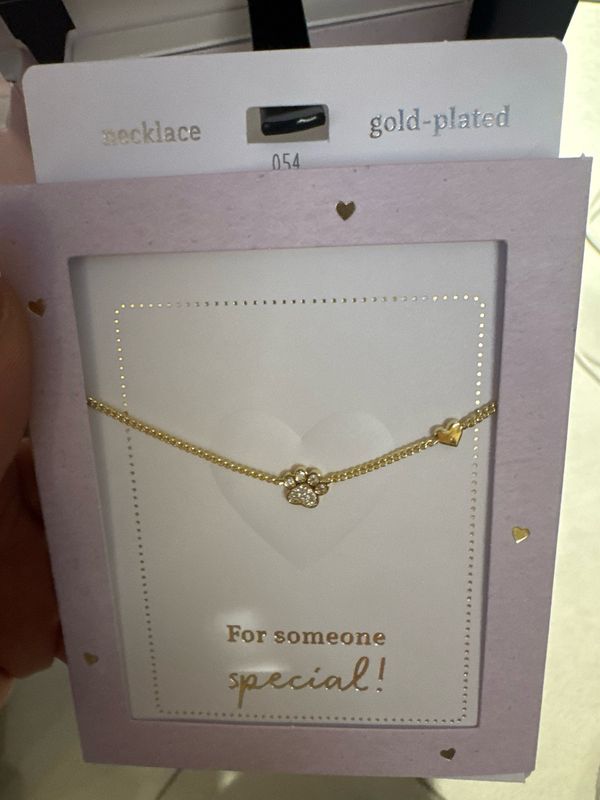 necklace
gold-plated
054
For someone
special!